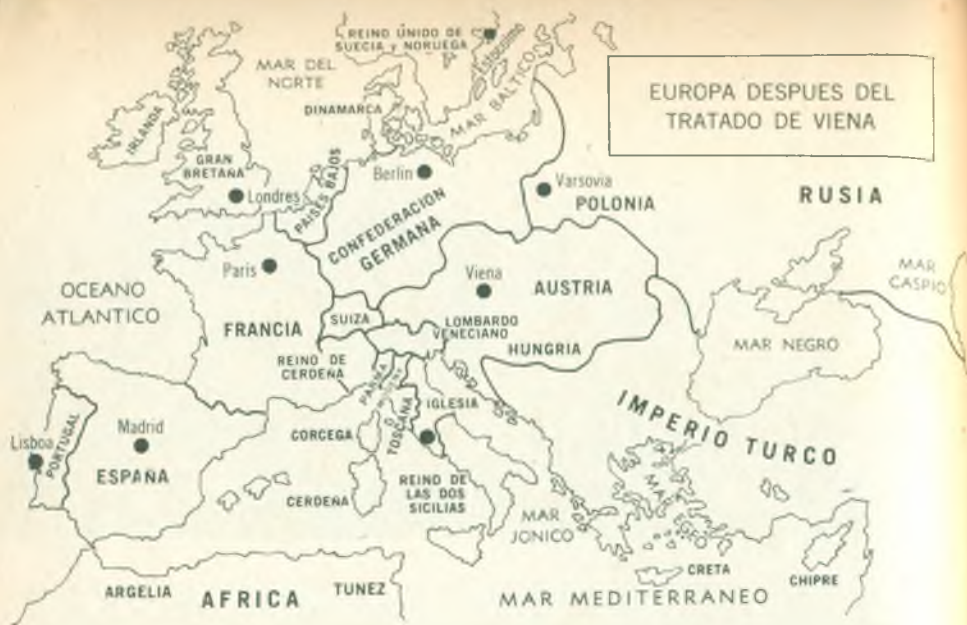 EUROPA DESPUES DEL
TRATADO DE VIENA
REINO ÚNIDO DE
SUECIA y NORUEGA
Estocolmo
MAR DEL
NORTE
DINAMARCA
MAR BALTICO
IRLANDA
GRAN
BRETAÑA
Londres
PAISES BAJOS
Berlín
CONFEDERACION
GERMANA
Varsovia
POLONIA
RUSIA
MAR
CASPIO
París
Viena
AUSTRIA
OCEANO
ATLANTICO
FRANCIA
SUIZA
LOMBARDO
VENECIANO
HUNGRIA
MAR NEGRO
REINO DE
CERDEÑA
PARMA
IGLESIA
IMPERIO TURCO
Lisboa
PORTUGAL
Madrid
ESPAÑA
CORCEGA
TOSCANA
CERDEÑA
REINO DE
LAS DOS
SICILIAS
MAR
JONICO
MAR
EGEO
CRETA
CHIPRE
ARGELIA
AFRICA
TUNEZ
MAR MEDITERRANEO